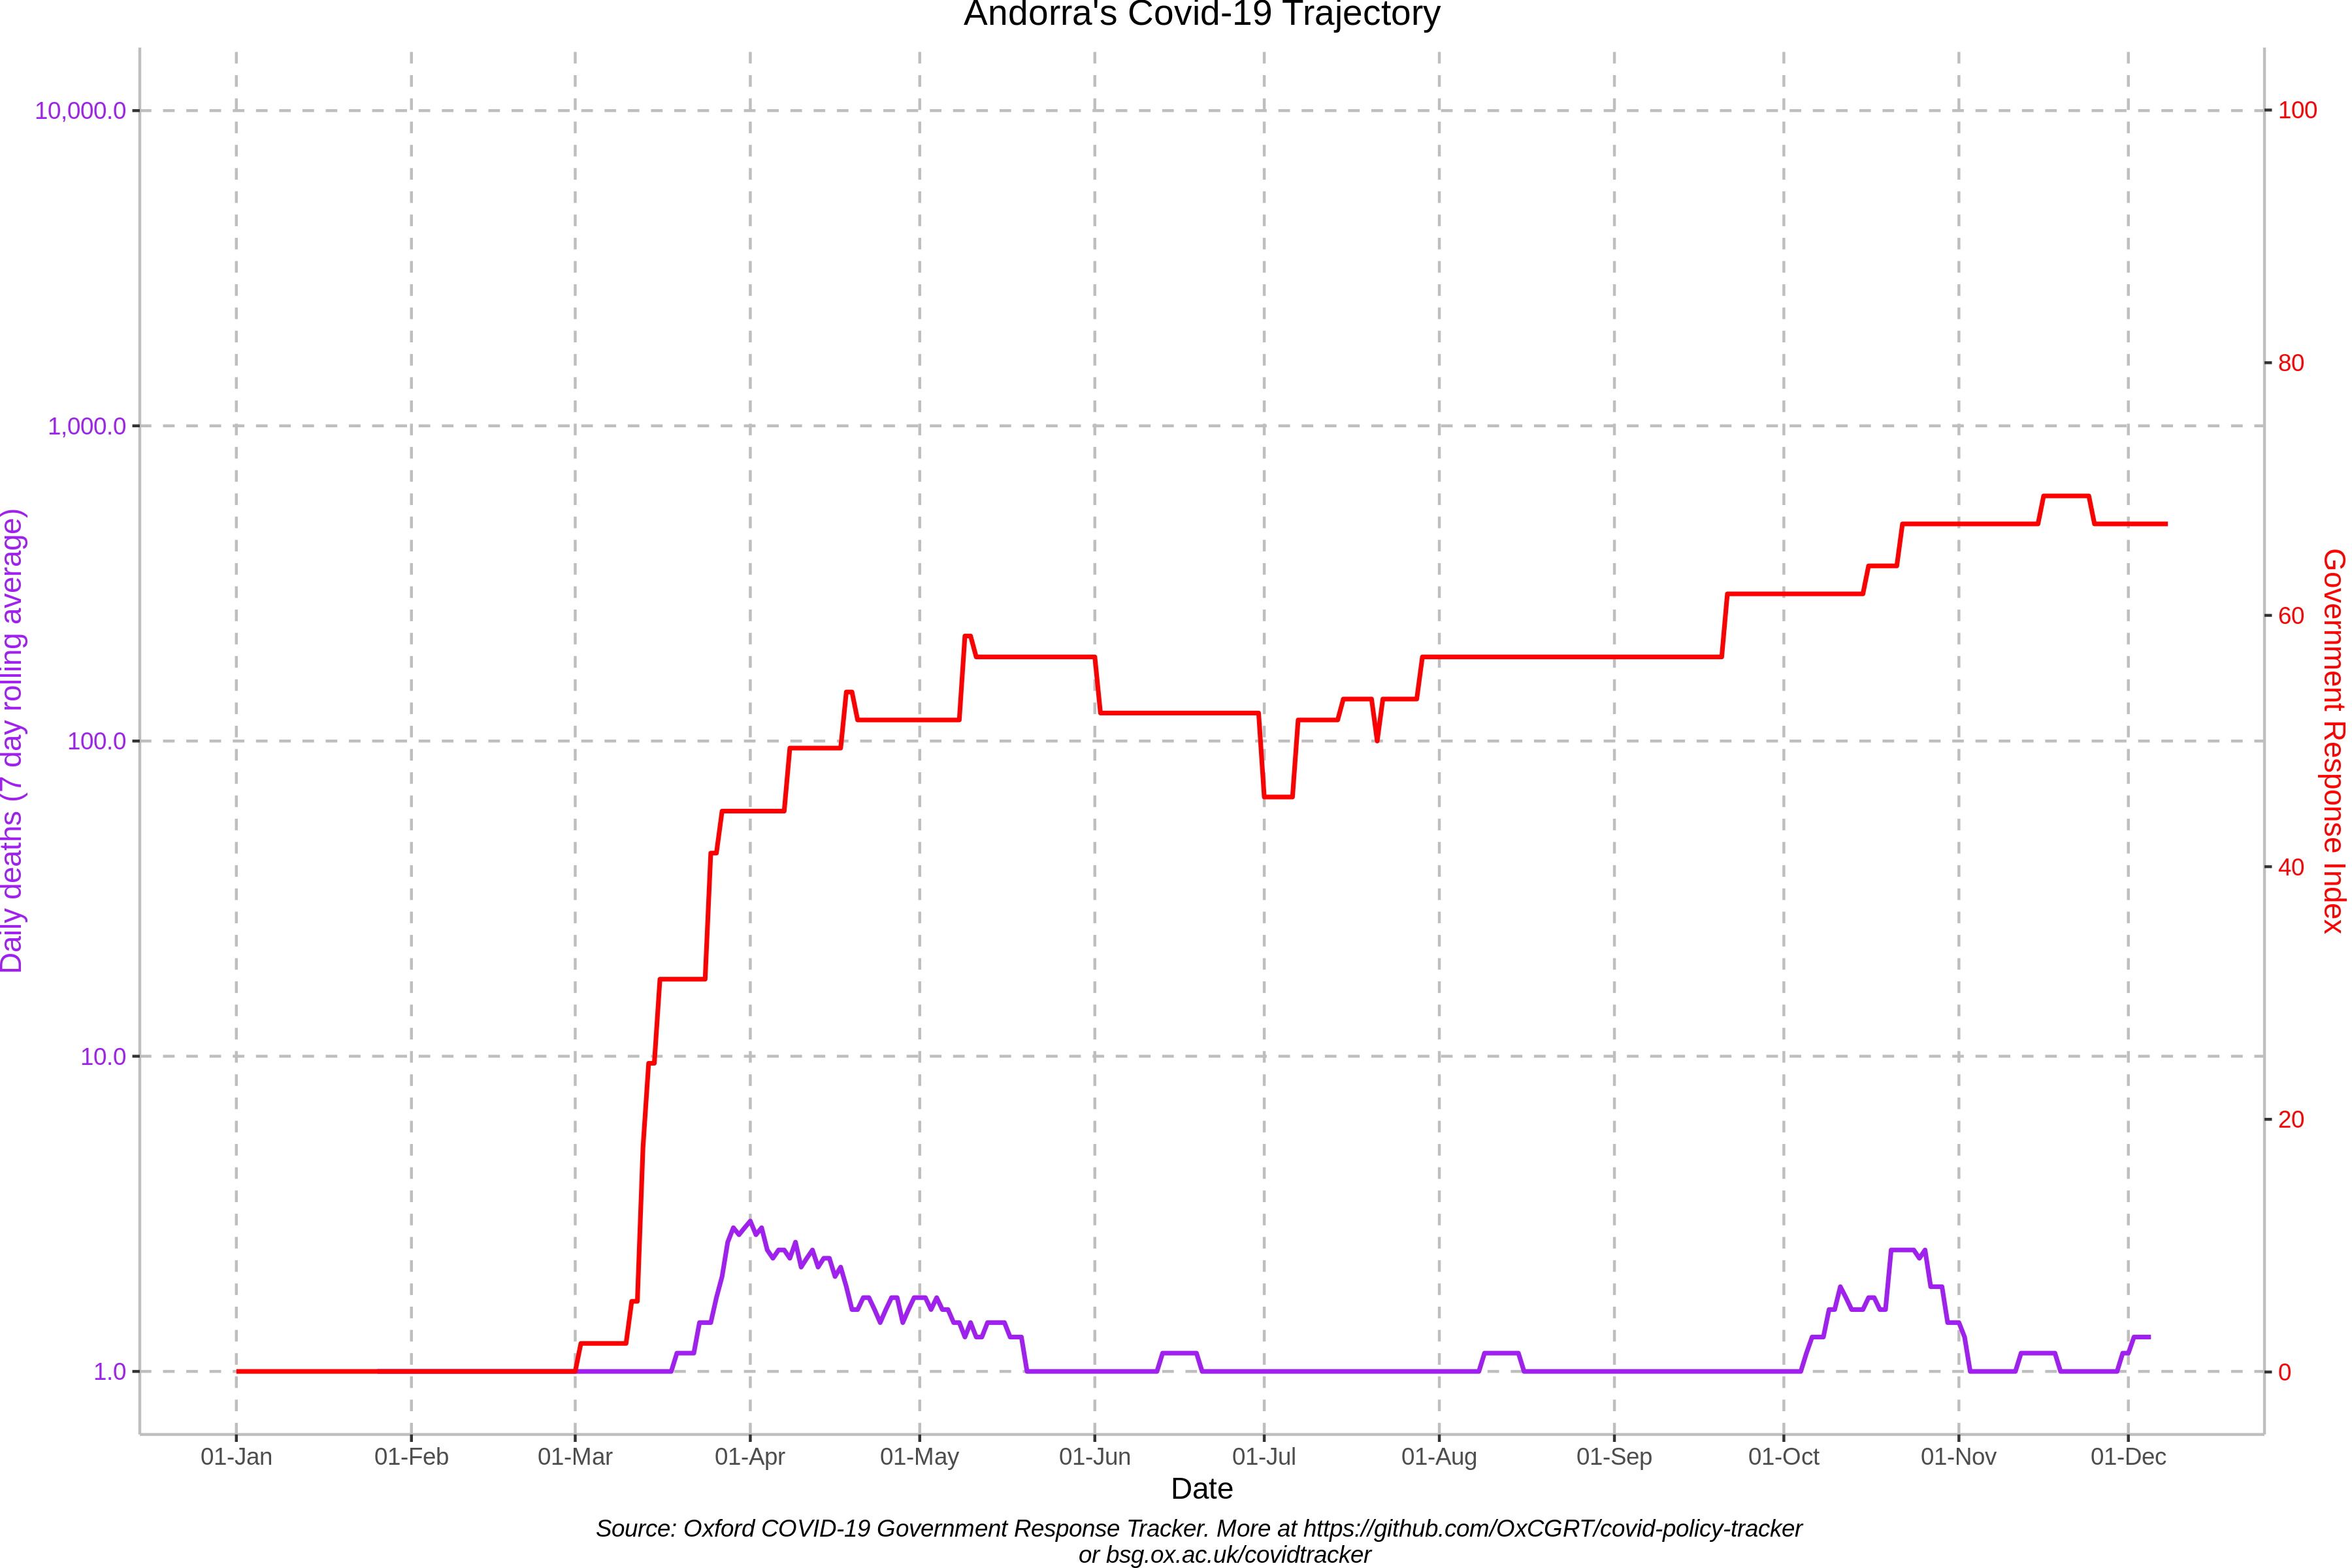 Andorra's Covid-19 Trajectory
10,000.0
1,000.0
100.0
10.0
1.0
Daily deaths (7 day rolling average)
100
80
60
40
20
0
Government Response Index
01-Jan 01-Feb 01-Mar 01-Apr 01-May 01-Jun 01-Jul 01-Aug 01-Sep 01-Oct 01-Nov 01-Dec
Date
Source: Oxford COVID-19 Government Response Tracker. More at https://github.com/OxCGRT/covid-policy-tracker
or bsg.ox.ac.uk/covidtracker